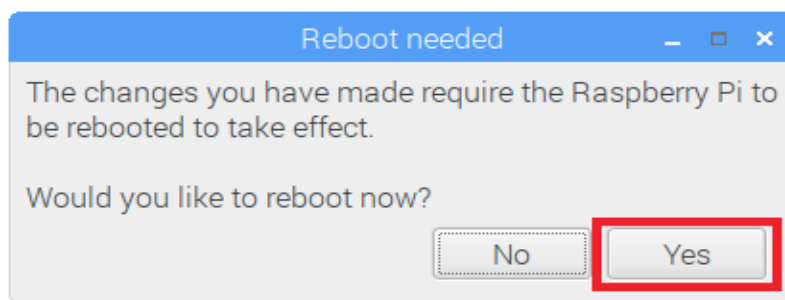 Reboot needed
The changes you have made require the Raspberry Pi to
be rebooted to take effect.
Would you like to reboot now?
No
Yes